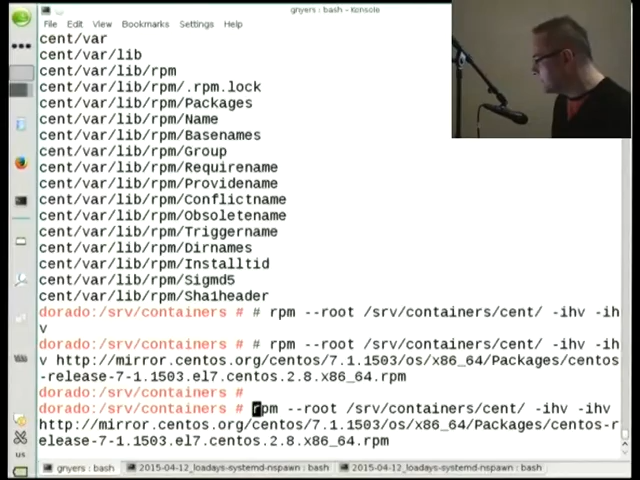 gnyers : bash - Konsole
File Edit View Bookmarks Settings Help
cent/var
cent/var/lib
cent/var/lib/rpm
cent/var/lib/rpm/.rpm.lock
cent/var/lib/rpm/Packages
cent/var/lib/rpm/Name
cent/var/lib/rpm/Basenames
cent/var/lib/rpm/Group
cent/var/lib/rpm/Requirename
cent/var/lib/rpm/Providename
cent/var/lib/rpm/Conflictname
cent/var/lib/rpm/Obsoletename
cent/var/lib/rpm/Triggername
cent/var/lib/rpm/Dirnames
cent/var/lib/rpm/Installtid
cent/var/lib/rpm/Sigmd5
cent/var/lib/rpm/Sha1header
dorado:/srv/containers # # rpm --root /srv/containers/cent/ -ihv -ih
v
dorado:/srv/containers # # rpm --root /srv/containers/cent/ -ihv -ih
v http://mirror.centos.org/centos/7.1.1503/os/x86_64/Packages/centos
-release-7-1.1503.el7.centos.2.8.x86_64.rpm
dorado:/srv/containers #
dorado:/srv/containers # rpm --root /srv/containers/cent/ -ihv -ihv
http://mirror.centos.org/centos/7.1.1503/os/x86_64/Packages/centos-r
elease-7-1.1503.el7.centos.2.8.x86_64.rpm
us
gnyers : bash
2015-04-12_loadays-systemd-nspawn : bash
2015-04-12_loadays-systemd-nspawn : bash